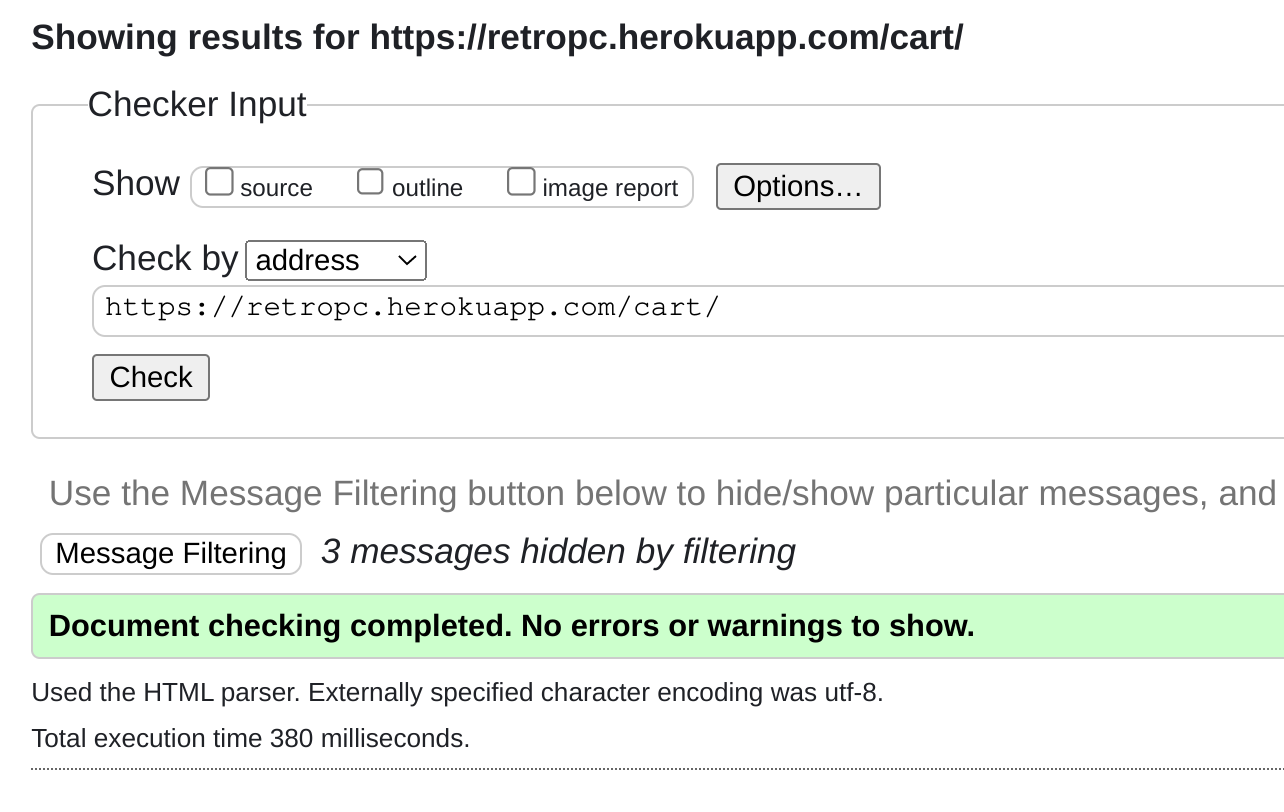 Showing results for https://retropc.herokuapp.com/cart/
Checker Input
Show source outline image report Options…
Check by address
https://retropc.herokuapp.com/cart/
Check
Use the Message Filtering button below to hide/show particular messages, and
Message Filtering 3 messages hidden by filtering
Document checking completed. No errors or warnings to show.
Used the HTML parser. Externally specified character encoding was utf-8.
Total execution time 380 milliseconds.